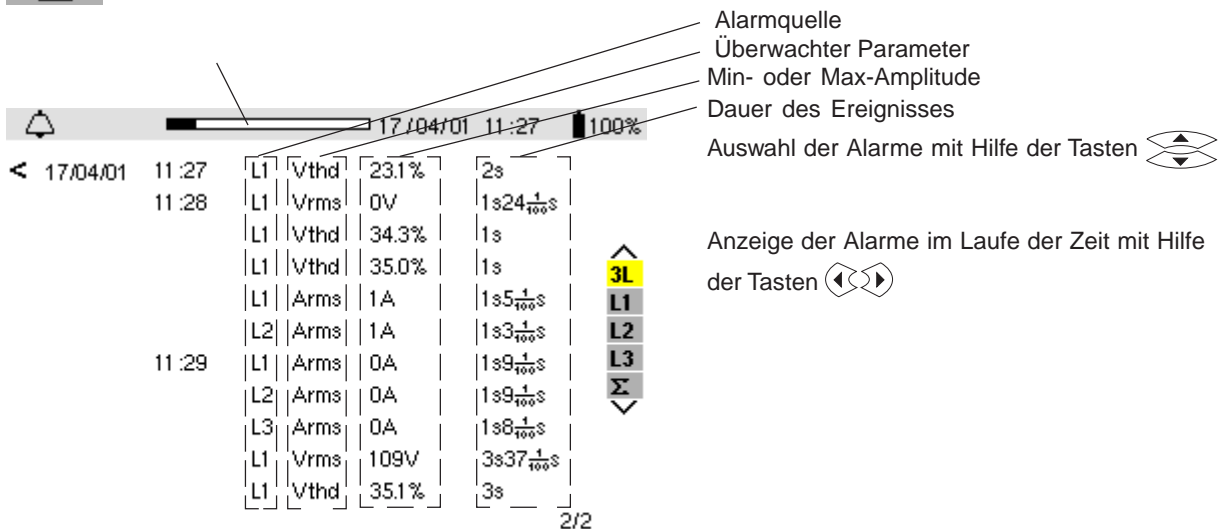 Alarmquelle
Überwachter Parameter
Min- oder Max-Amplitude
Dauer des Ereignisses
17/04/01 11:27 100%
Auswahl der Alarme mit Hilfe der Tasten
< 17/04/01 11:27 L1 Vthd 23.1% 2s
11:28 L1 Vrms 0V 1s24 1/100 s
L1 Vthd 34.3% 1s
Anzeige der Alarme im Laufe der Zeit mit Hilfe
der Tasten
L1 Vthd 35.0% 1s
3L
L1 Arms 1A 1s5 1/100 s
L1
L2 Arms 1A 1s3 1/100 s
L2
11:29 L1 Arms 0A 1s9 1/100 s
L3
L2 Arms 0A 1s9 1/100 s
Σ
L3 Arms 0A 1s8 1/100 s
L1 Vrms 109V 3s37 1/100 s
L1 Vthd 35.1% 3s
2/2